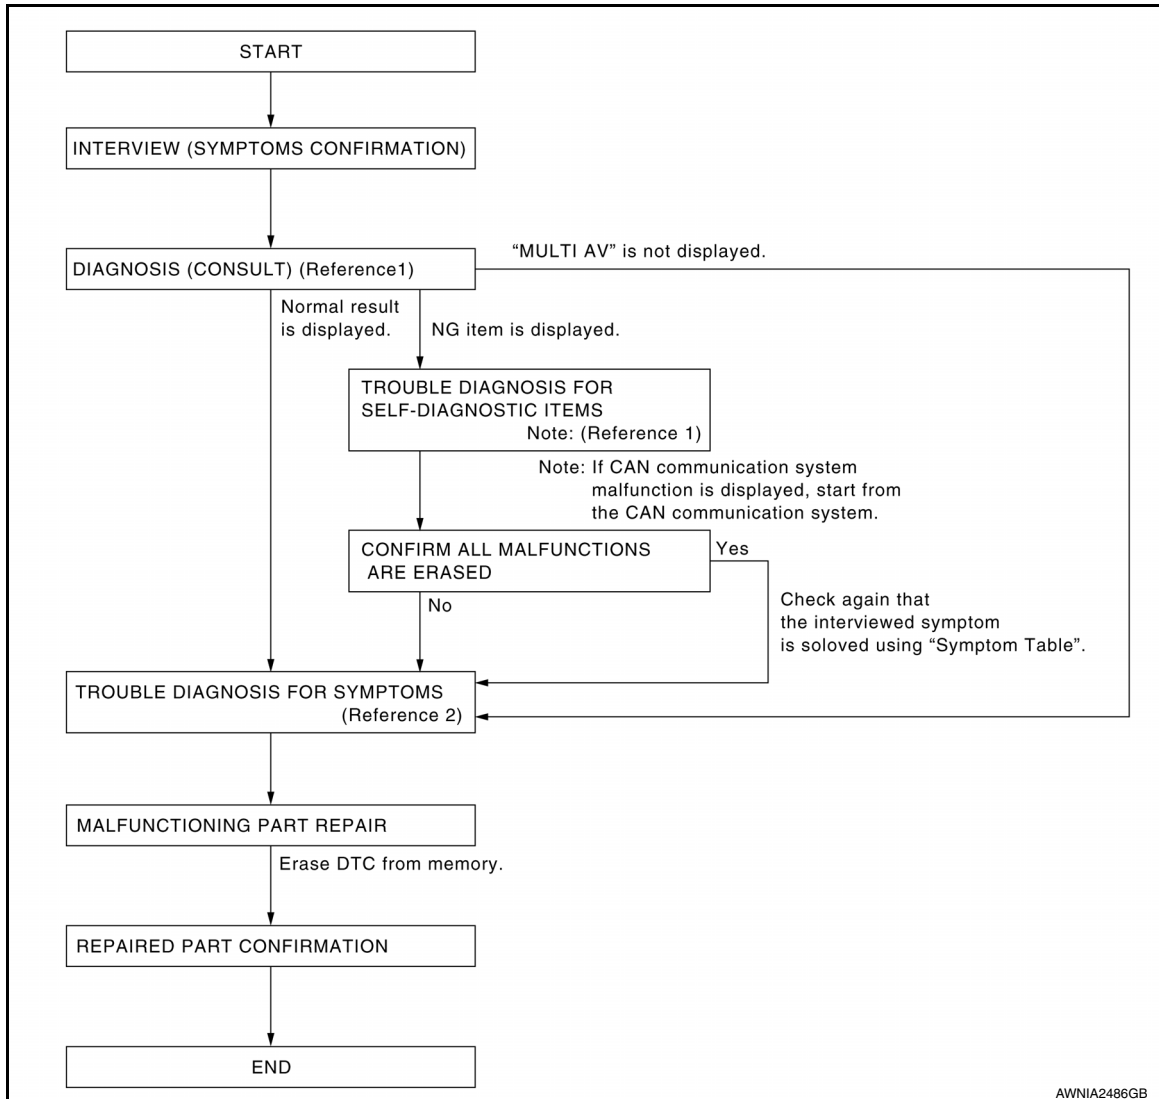 START
INTERVIEW (SYMPTOMS CONFIRMATION)
DIAGNOSIS (CONSULT) (Reference1)
“MULTI AV” is not displayed.
Normal result
is displayed.
NG item is displayed.
TROUBLE DIAGNOSIS FOR
SELF-DIAGNOSTIC ITEMS
Note: (Reference 1)
Note: If CAN communication system
malfunction is displayed, start from
the CAN communication system.
CONFIRM ALL MALFUNCTIONS
ARE ERASED
Yes
No
Check again that
the interviewed symptom
is soloved using “Symptom Table”.
TROUBLE DIAGNOSIS FOR SYMPTOMS
(Reference 2)
MALFUNCTIONING PART REPAIR
Erase DTC from memory.
REPAIRED PART CONFIRMATION
END
AWNIA2486GB